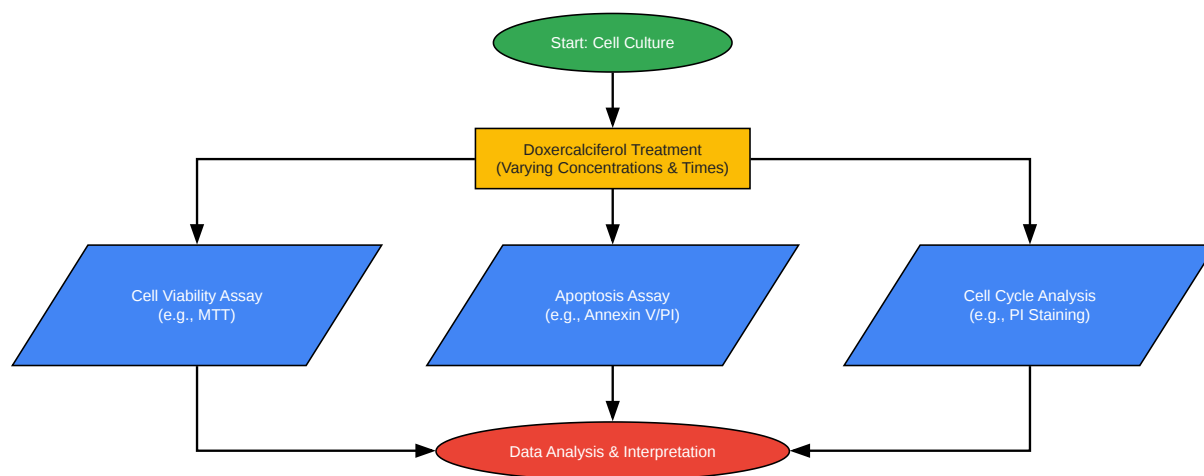 Start: Cell Culture
Doxercalciferol Treatment
(Varying Concentrations & Times)
Cell Viability Assay
(e.g., MTT)
Apoptosis Assay
(e.g., Annexin V/PI)
Cell Cycle Analysis
(e.g., PI Staining)
Data Analysis & Interpretation